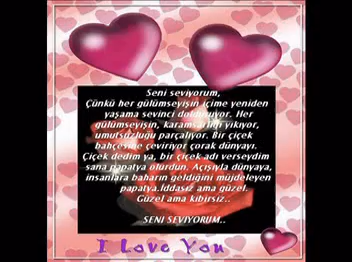 Seni seviyorum,
Çünkü her gülümseyişin içime yeniden
yaşama sevinci dolduruyor. Her
gülümseyişin, karamsarlığı yıkıyor,
umutsuzluğu parçalıyor. Bir çiçek
bahçesine çeviriyor çorak dünyayı.
Çiçek dedim ya, bir çiçek adı verseydim
sana papatya olurdun. Açışıyla dünyaya,
insanlara baharın geldiğini müjdeleyen
papatya.İddasız ama güzel.
Güzel ama kibirsiz..
SENI SEVIYORUM..
I Love You